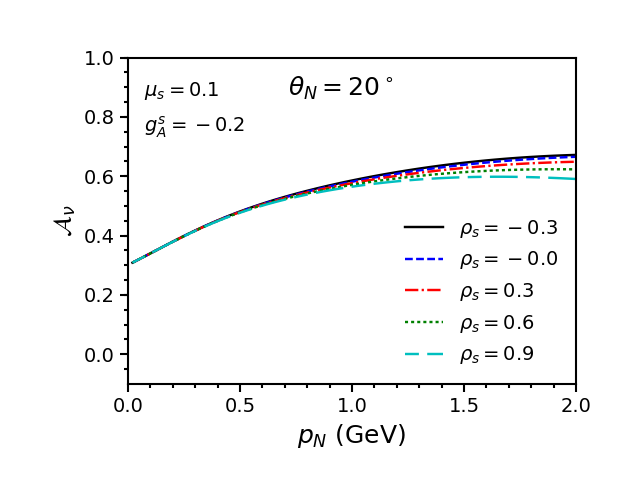 μ_s = 0.1
θ_N = 20°
g_A^s = −0.2
1.0
0.8
0.6
0.4
0.2
0.0
𝒜_ν
ρ_s = −0.3
ρ_s = −0.0
ρ_s = 0.3
ρ_s = 0.6
ρ_s = 0.9
0.0 0.5 1.0 1.5 2.0
p_N (GeV)